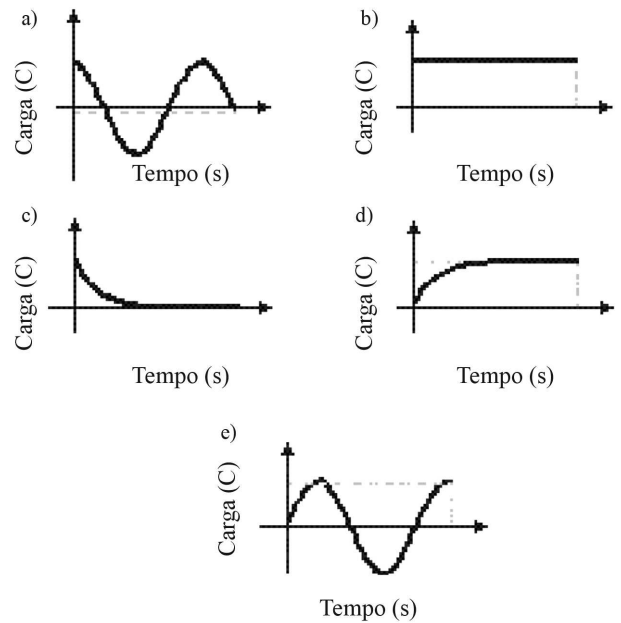 a)
Carga (C)
Tempo (s)
b)
Carga (C)
Tempo (s)
c)
Carga (C)
Tempo (s)
d)
Carga (C)
Tempo (s)
e)
Carga (C)
Tempo (s)